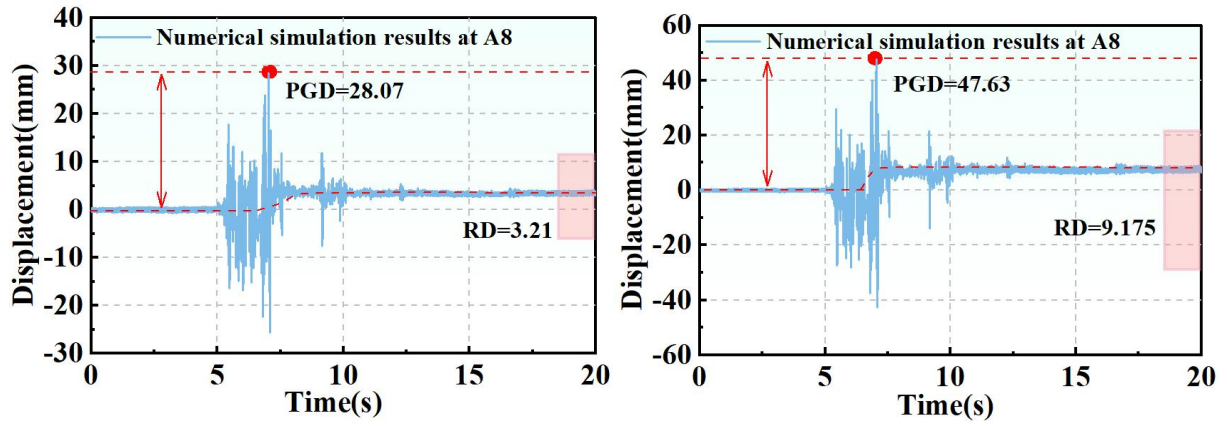 40
30
20
10
0
-10
-20
-30
Displacement(mm)
Numerical simulation results at A8
PGD=28.07
RD=3.21
0 5 10 15 20
Time(s)
60
40
20
0
-20
-40
-60
Displacement(mm)
Numerical simulation results at A8
PGD=47.63
RD=9.175
0 5 10 15 20
Time(s)